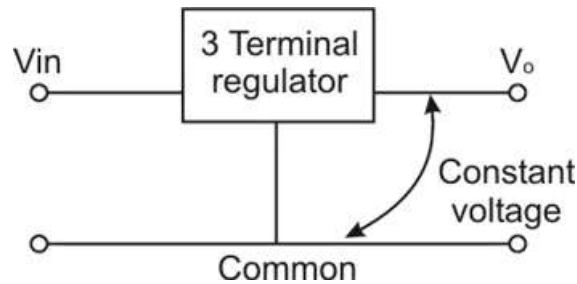 3 Terminal
regulator
Vin
Vo
Constant
voltage
Common